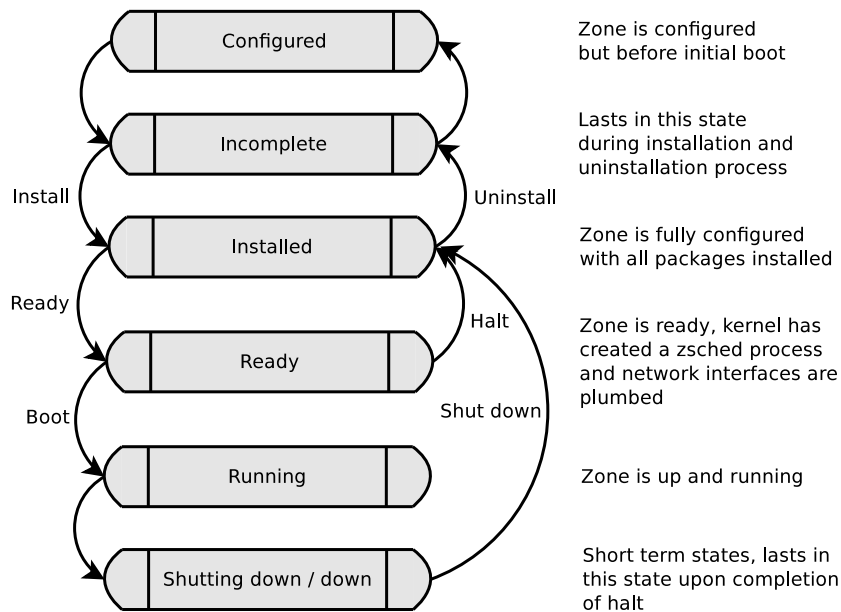 Configured
Zone is configured
but before initial boot
Incomplete
Lasts in this state
during installation and
uninstallation process
Install
Uninstall
Installed
Zone is fully configured
with all packages installed
Ready
Halt
Ready
Zone is ready, kernel has
created a zsched process
and network interfaces are
plumbed
Boot
Shut down
Running
Zone is up and running
Shutting down / down
Short term states, lasts in
this state upon completion
of halt